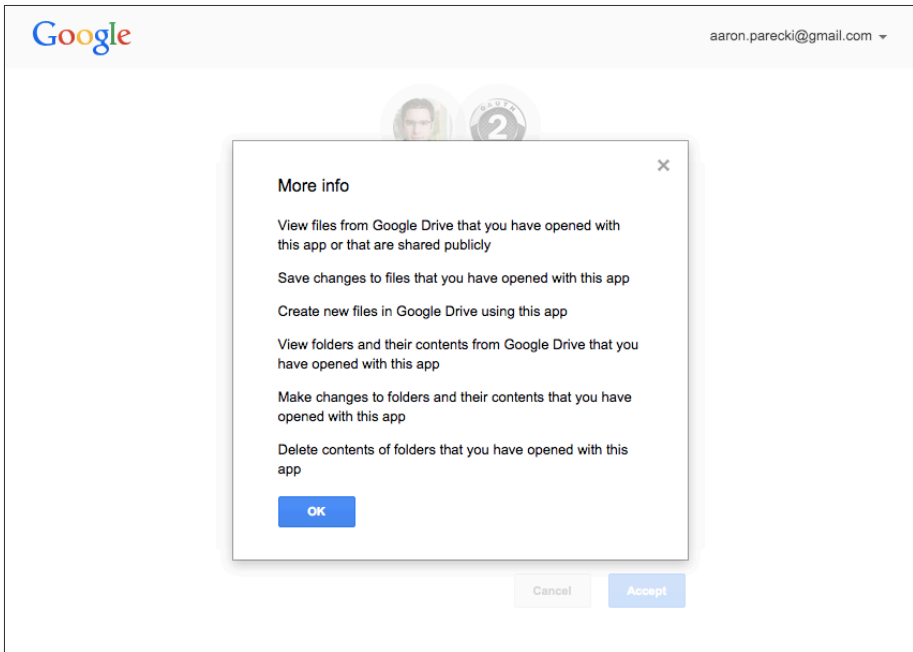 Google
aaron.parecki@gmail.com
OAUTH
2
×
More info
View files from Google Drive that you have opened with
this app or that are shared publicly
Save changes to files that you have opened with this app
Create new files in Google Drive using this app
View folders and their contents from Google Drive that you
have opened with this app
Make changes to folders and their contents that you have
opened with this app
Delete contents of folders that you have opened with this
app
OK
Cancel
Accept